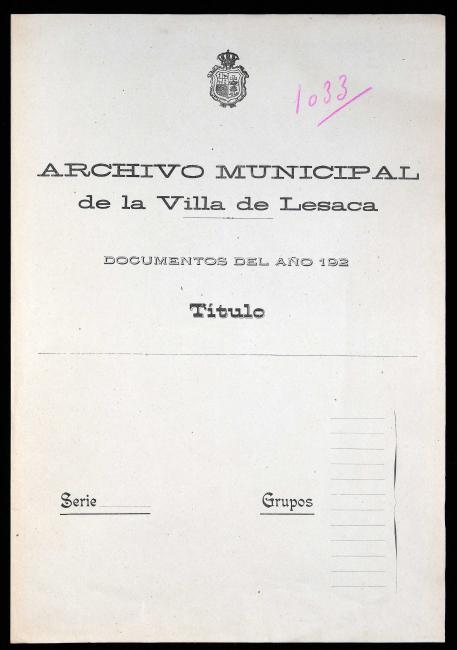 1033
ARCHIVO MUNICIPAL
de la Villa de Lesaca
DOCUMENTOS DEL AÑO 192
Título
Serie
Grupos